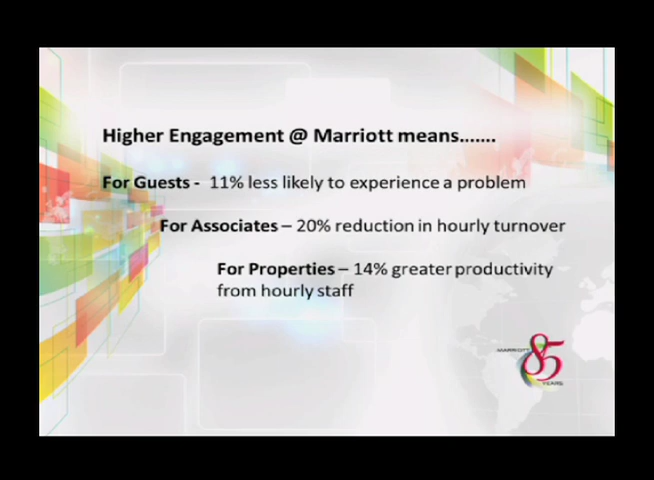 Higher Engagement @ Marriott means.......
For Guests - 11% less likely to experience a problem
For Associates – 20% reduction in hourly turnover
For Properties – 14% greater productivity
from hourly staff
MARRIOTT 85
YEARS